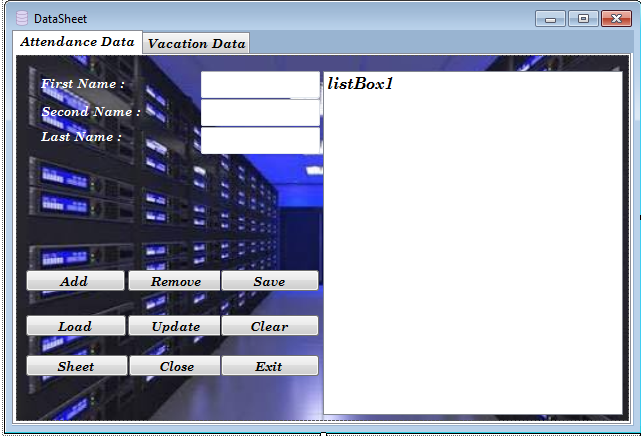 DataSheet
Attendance Data Vacation Data
First Name :
Second Name :
Last Name :
listBox1
Add Remove Save
Load Update Clear
Sheet Close Exit